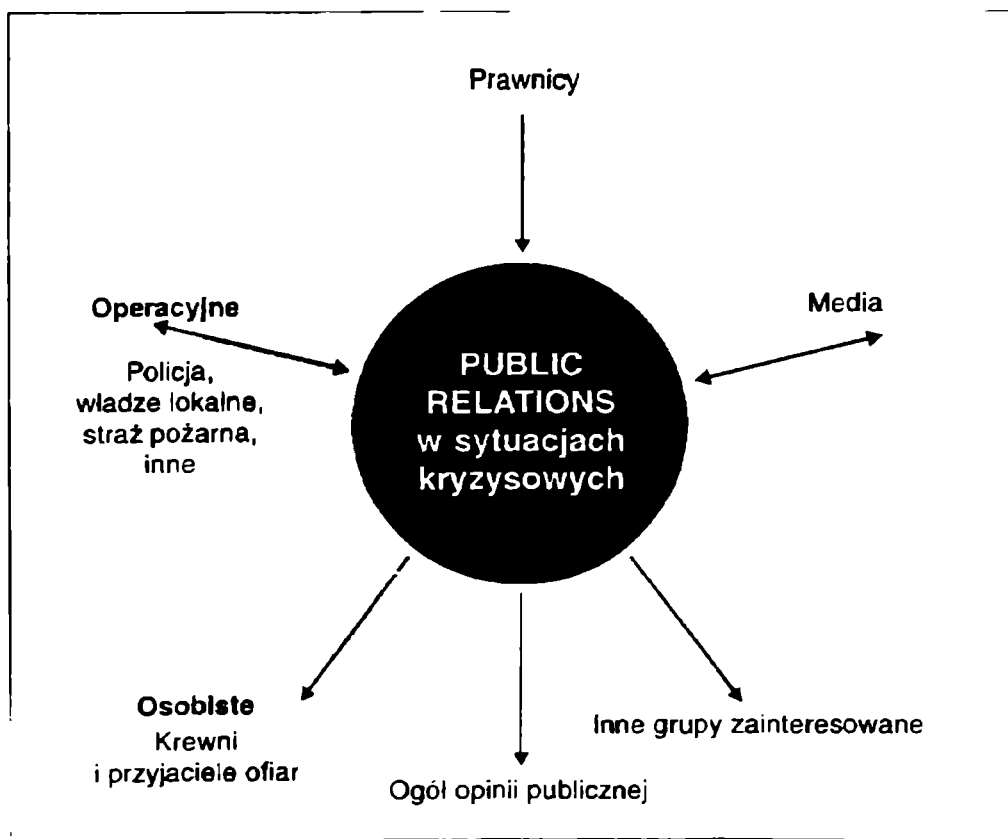 Prawnicy
Operacyjne
Media
PUBLIC
RELATIONS
w sytuacjach
kryzysowych
Policja,
władze lokalne,
straż pożarna,
inne
Osobiste
Krewni
i przyjaciele ofiar
Inne grupy zainteresowane
Ogół opinii publicznej